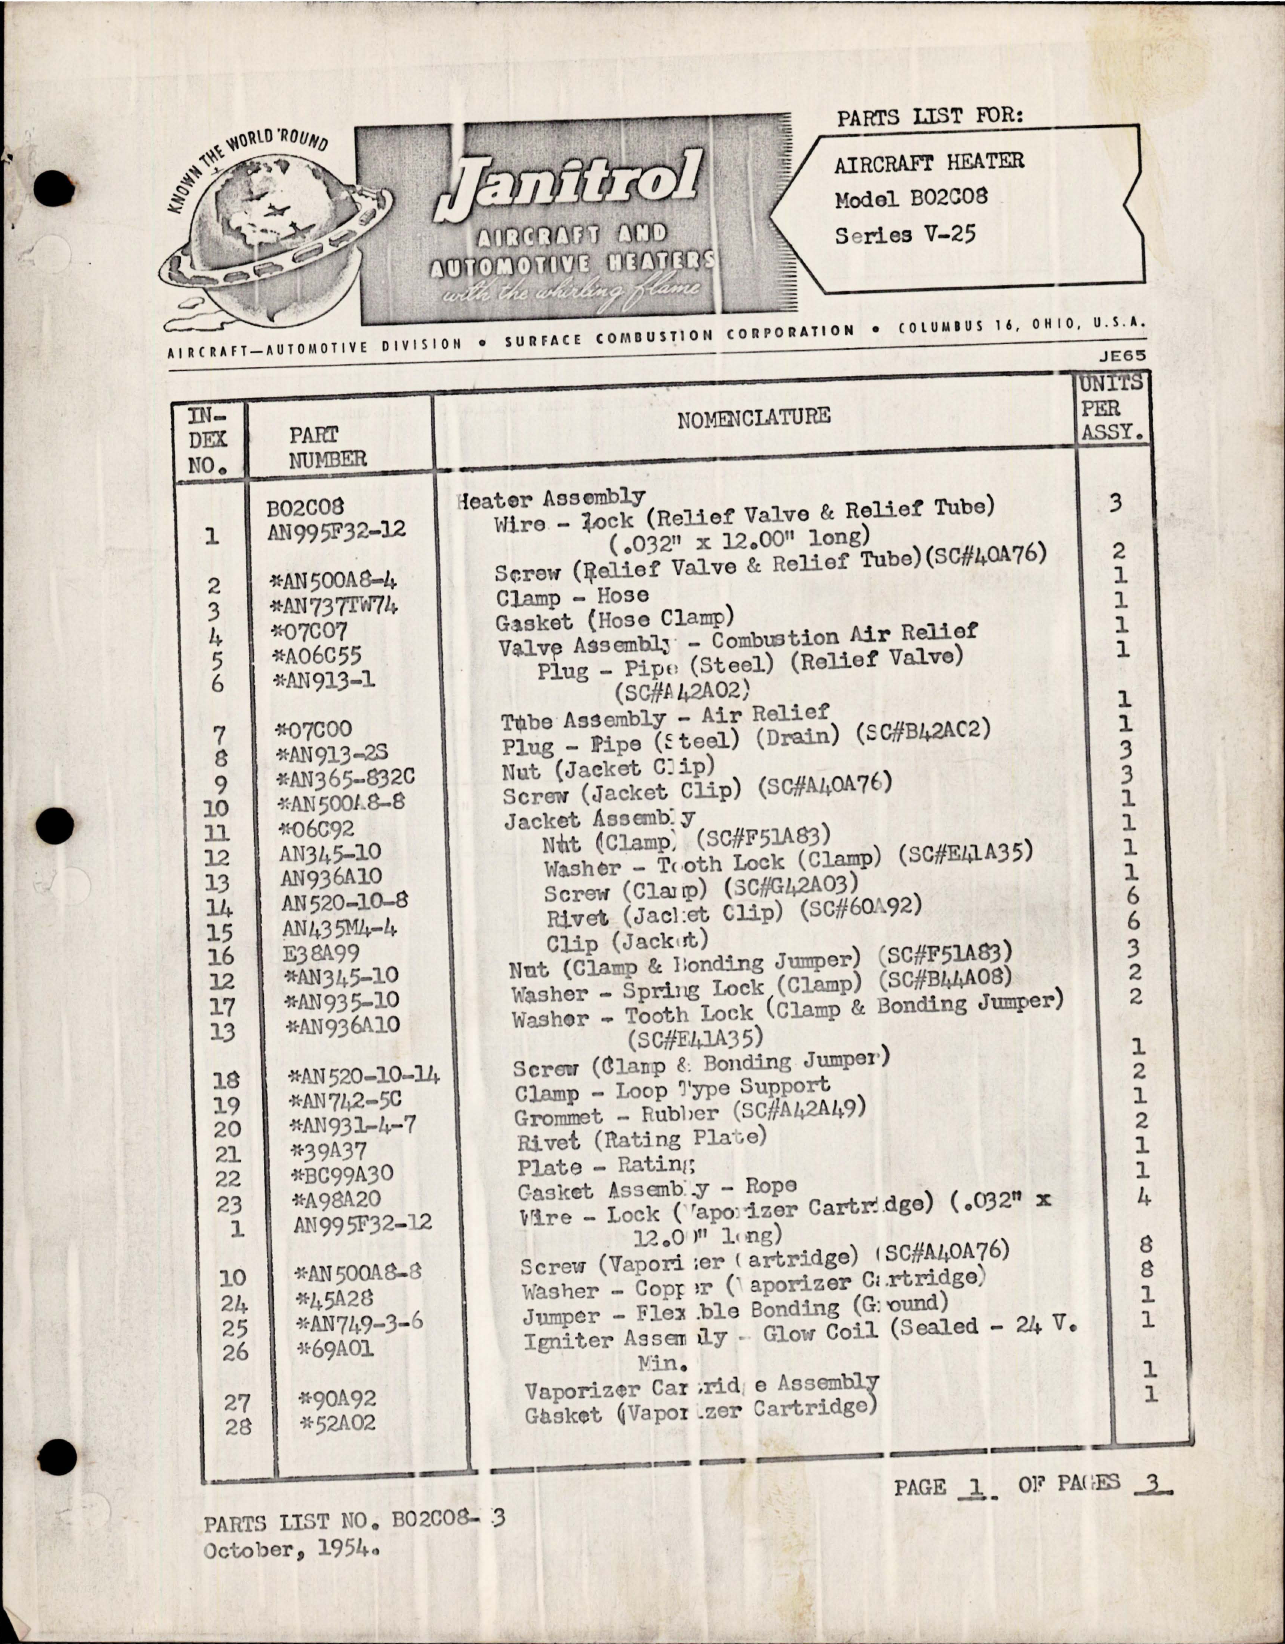 KNOWN THE WORLD 'ROUND
Janitrol
AIRCRAFT AND
AUTOMOTIVE HEATERS
with the whirling flame
PARTS LIST FOR:
AIRCRAFT HEATER
Model B02C08
Series V-25
AIRCRAFT—AUTOMOTIVE DIVISION • SURFACE COMBUSTION CORPORATION • COLUMBUS 16, OHIO, U.S.A.
JE65
IN-
DEX
NO.
PART
NUMBER
NOMENCLATURE
UNITS
PER
ASSY.
B02C08 Heater Assembly
1 AN995F32-12 Wire - Lock (Relief Valve & Relief Tube) 3
(.032" x 12.00" long)
2 *AN500A8-4 Screw (Relief Valve & Relief Tube)(SC#40A76) 2
3 *AN737TW74 Clamp - Hose 1
4 *07C07 Gasket (Hose Clamp) 1
5 *A06C55 Valve Assembly - Combustion Air Relief 1
6 *AN913-1 Plug - Pipe (Steel) (Relief Valve) 1
(SC#A42A02)
7 *07C00 Tube Assembly - Air Relief 1
8 *AN913-2S Plug - Pipe (Steel) (Drain) (SC#B42AC2) 1
9 *AN365-832C Nut (Jacket Clip) 3
10 *AN500A8-8 Screw (Jacket Clip) (SC#A40A76) 3
11 *06C92 Jacket Assembly 1
12 AN345-10 Nut (Clamp) (SC#F51A83) 1
13 AN936A10 Washer - Tooth Lock (Clamp) (SC#E41A35) 1
14 AN520-10-8 Screw (Clamp) (SC#G42A03) 1
15 AN435M4-4 Rivet (Jacket Clip) (SC#60A92) 6
16 E38A99 Clip (Jacket) 6
12 *AN345-10 Nut (Clamp & Bonding Jumper) (SC#F51A83) 3
17 *AN935-10 Washer - Spring Lock (Clamp) (SC#B44A08) 2
13 *AN936A10 Washer - Tooth Lock (Clamp & Bonding Jumper) 2
(SC#E41A35)
18 *AN520-10-14 Screw (Clamp & Bonding Jumper) 1
19 *AN742-5C Clamp - Loop Type Support 2
20 *AN931-4-7 Grommet - Rubber (SC#A42A49) 1
21 *39A37 Rivet (Rating Plate) 2
22 *BC99A30 Plate - Rating 1
23 *A98A20 Gasket Assembly - Rope 1
1 AN995F32-12 Wire - Lock (Vaporizer Cartridge) (.032" x 4
12.00" long)
10 *AN500A8-8 Screw (Vaporizer Cartridge) (SC#A40A76) 8
24 *45A28 Washer - Copper (Vaporizer Cartridge) 8
25 *AN749-3-6 Jumper - Flexible Bonding (Ground) 1
26 *69A01 Igniter Assembly - Glow Coil (Sealed - 24 V. 1
Min.
27 *90A92 Vaporizer Cartridge Assembly 1
28 *52A02 Gasket (Vaporizer Cartridge) 1
PAGE 1. OF PAGES 3
PARTS LIST NO. B02C08-3
October, 1954.